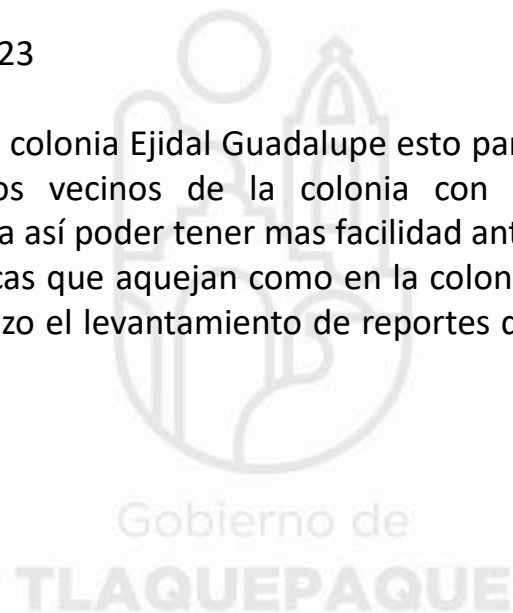 23
colonia Ejidal Guadalupe esto par
os vecinos de la colonia con
a así poder tener mas facilidad ant
cas que aquejan como en la colon
zo el levantamiento de reportes d
Gobierno de
TLAQUEPAQUE